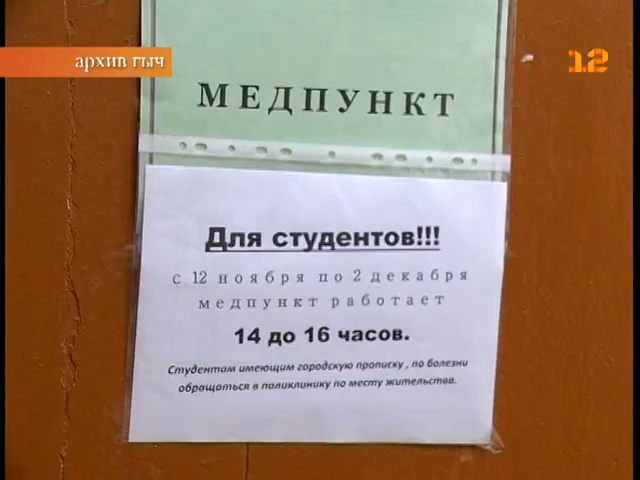 архив гыч
12
МЕДПУНКТ
Для студентов!!!
с 12 ноября по 2 декабря
медпункт работает
14 до 16 часов.
Студентам имеющим городскую прописку , по болезни
обращаться в поликлинику по месту жительства.